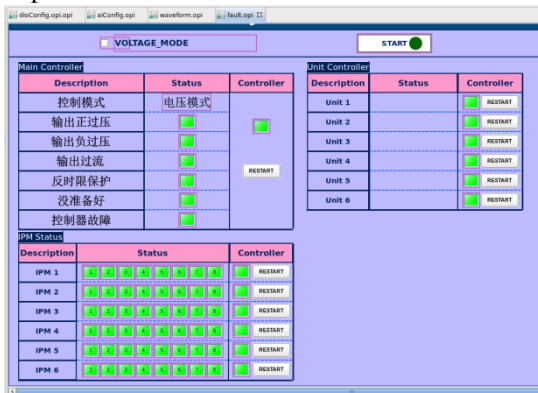 dioConfig.opi.opi aiConfig.opi waveform.opi fault.opi
VOLTAGE_MODE START
Main Controller
Description Status Controller
控制模式 电压模式
输出正过压
输出负过压
输出过流
反时限保护
没准备好
控制器故障
RESTART
Unit Controller
Description Status Controller
Unit 1 RESTART
Unit 2 RESTART
Unit 3 RESTART
Unit 4 RESTART
Unit 5 RESTART
Unit 6 RESTART
IPM Status
Description Status Controller
IPM 1 1 2 3 4 5 6 7 8 RESTART
IPM 2 1 2 3 4 5 6 7 8 RESTART
IPM 3 1 2 3 4 5 6 7 8 RESTART
IPM 4 1 2 3 4 5 6 7 8 RESTART
IPM 5 1 2 3 4 5 6 7 8 RESTART
IPM 6 1 2 3 4 5 6 7 8 RESTART